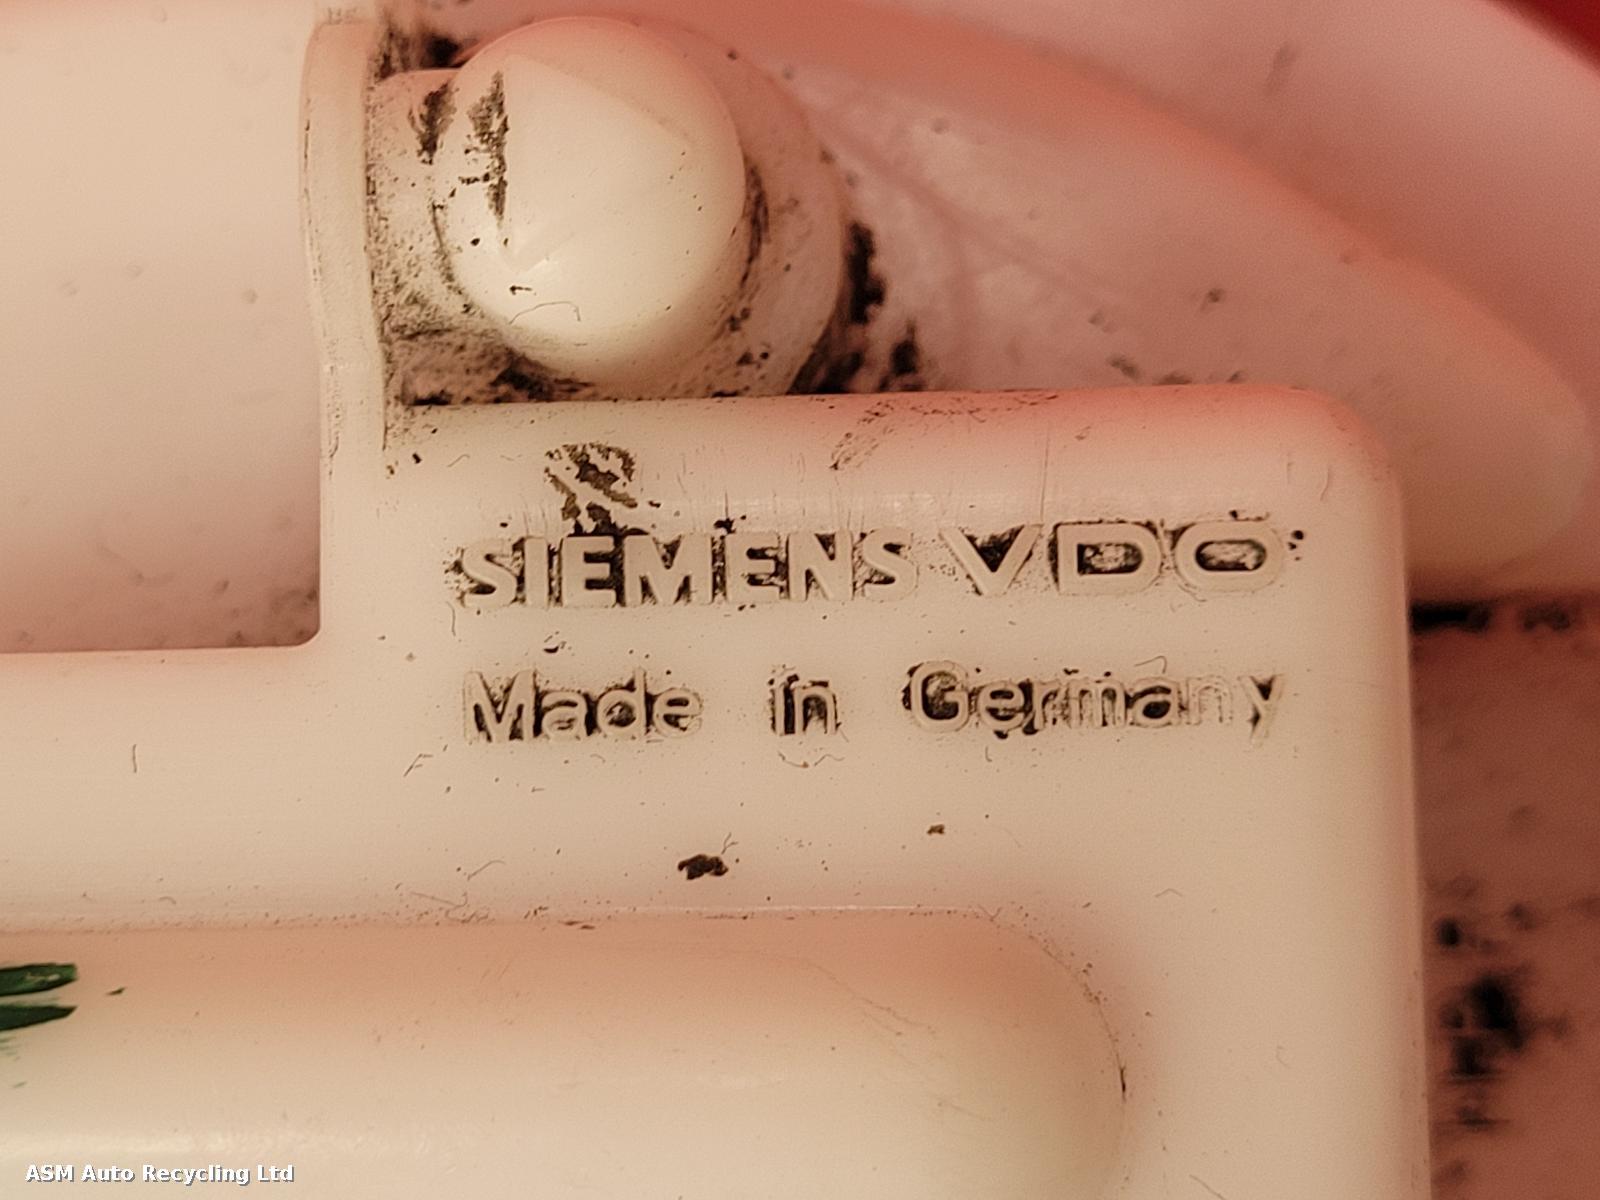 SIEMENS VDO
Made in Germany
ASM Auto Recycling Ltd